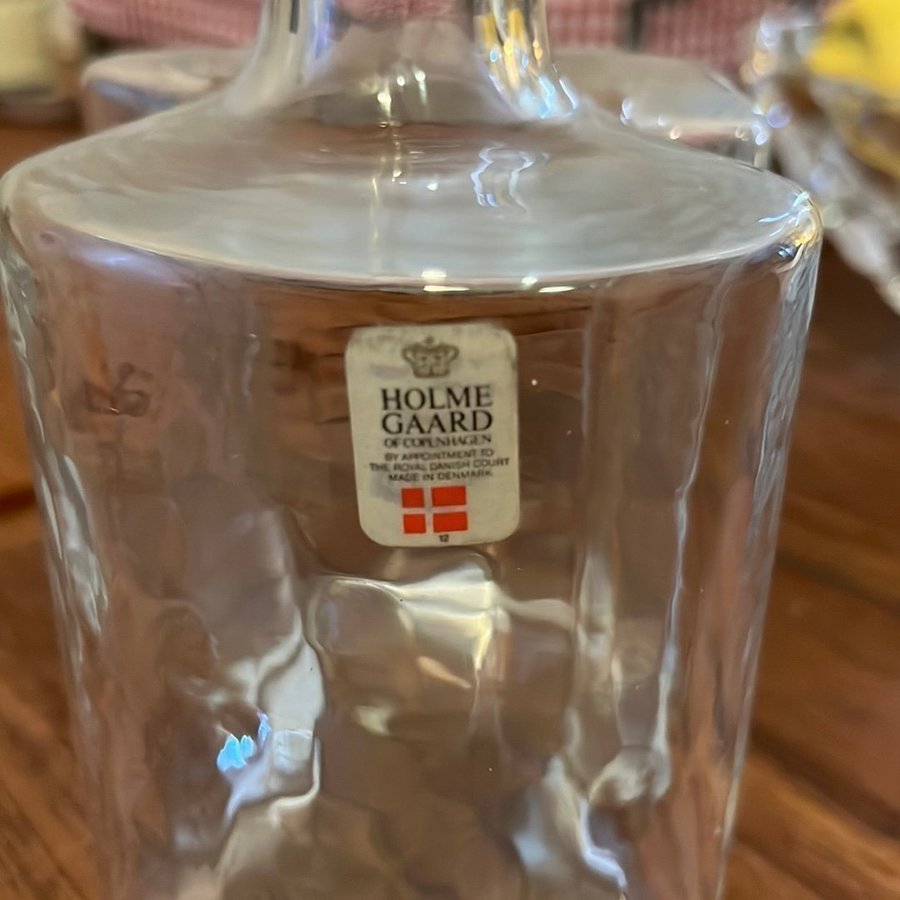 HOLME
GAARD
OF COPENHAGEN
BY APPOINTMENT TO
THE ROYAL DANISH COURT
MADE IN DENMARK
12